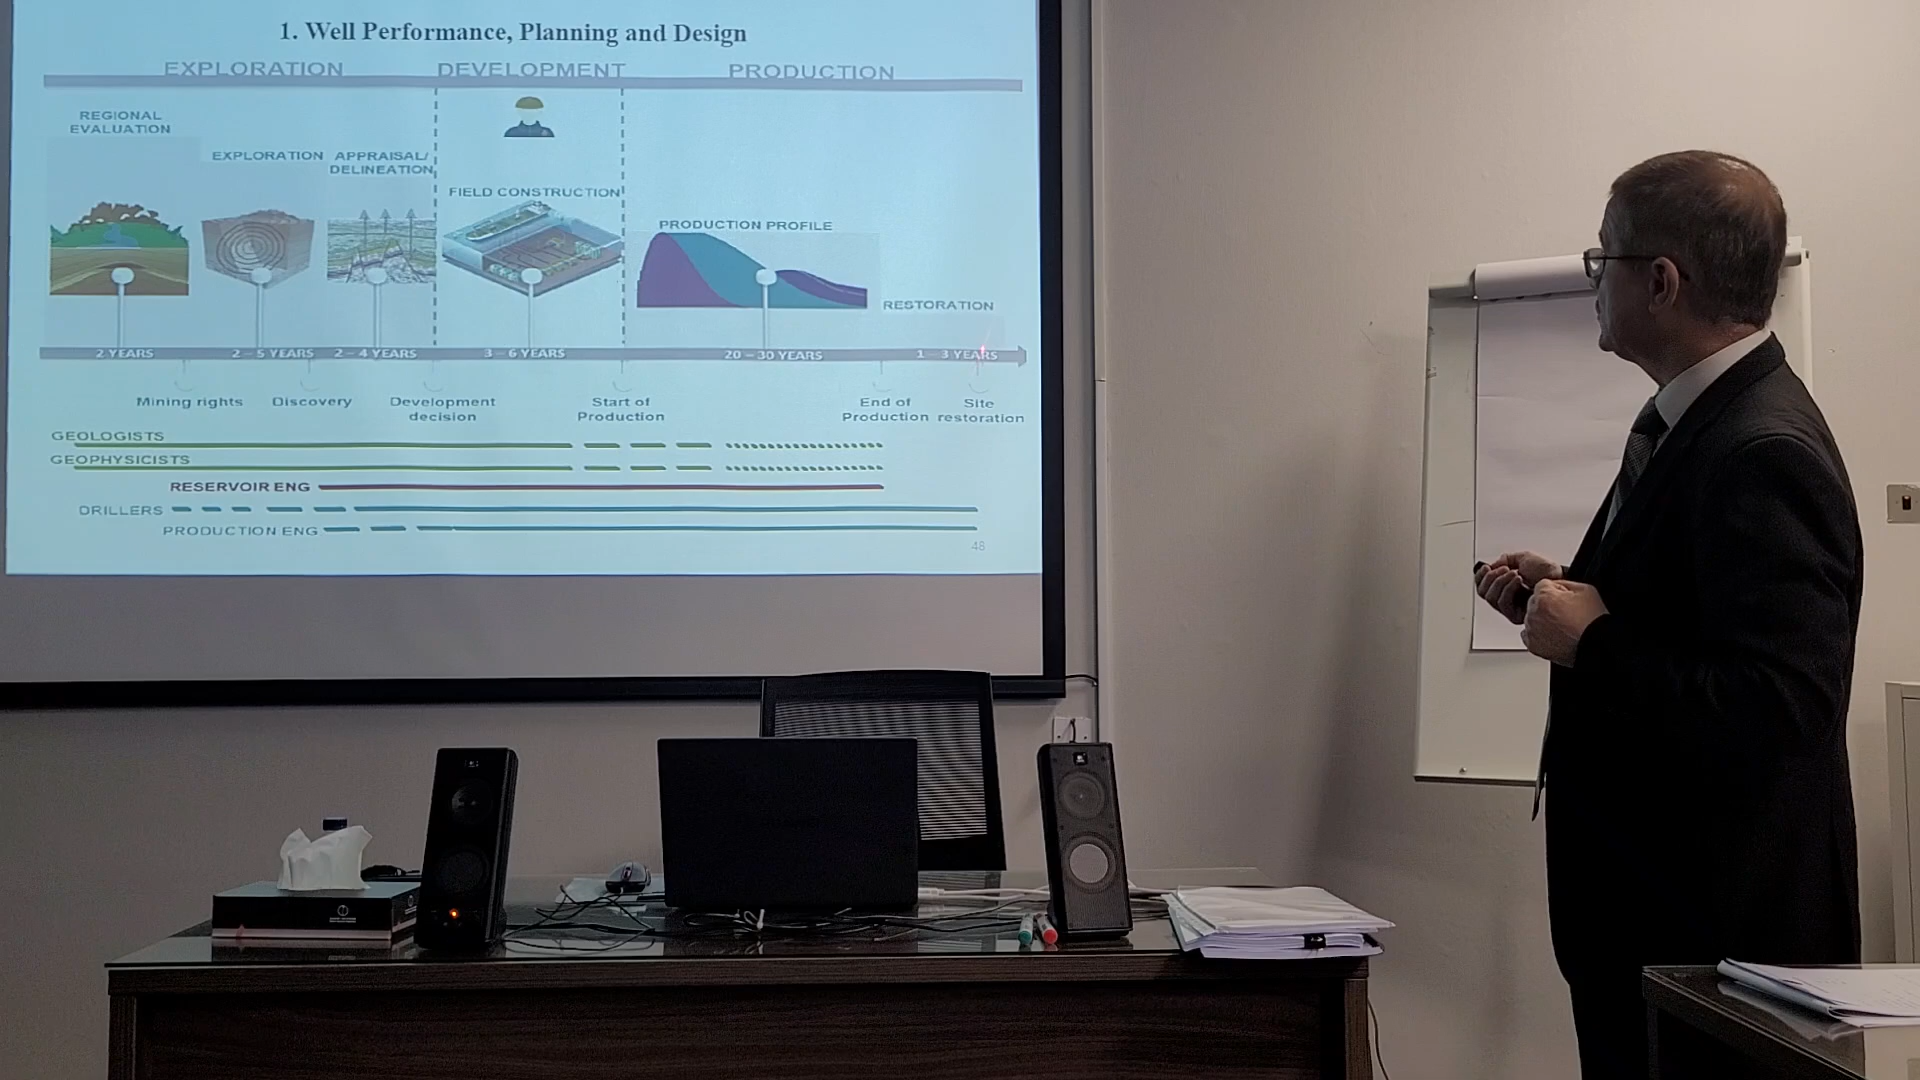 1. Well Performance, Planning and Design
EXPLORATION DEVELOPMENT PRODUCTION
REGIONAL
EVALUATION
EXPLORATION
APPRAISAL/
DELINEATION
FIELD CONSTRUCTION
PRODUCTION PROFILE
RESTORATION
2 YEARS 2 – 5 YEARS 2 – 4 YEARS 3 – 6 YEARS 20 – 30 YEARS 1 – 3 YEARS
Mining rights
Discovery
Development
decision
Start of
Production
End of
Production
Site
restoration
GEOLOGISTS
GEOPHYSICISTS
RESERVOIR ENG
DRILLERS
PRODUCTION ENG
48